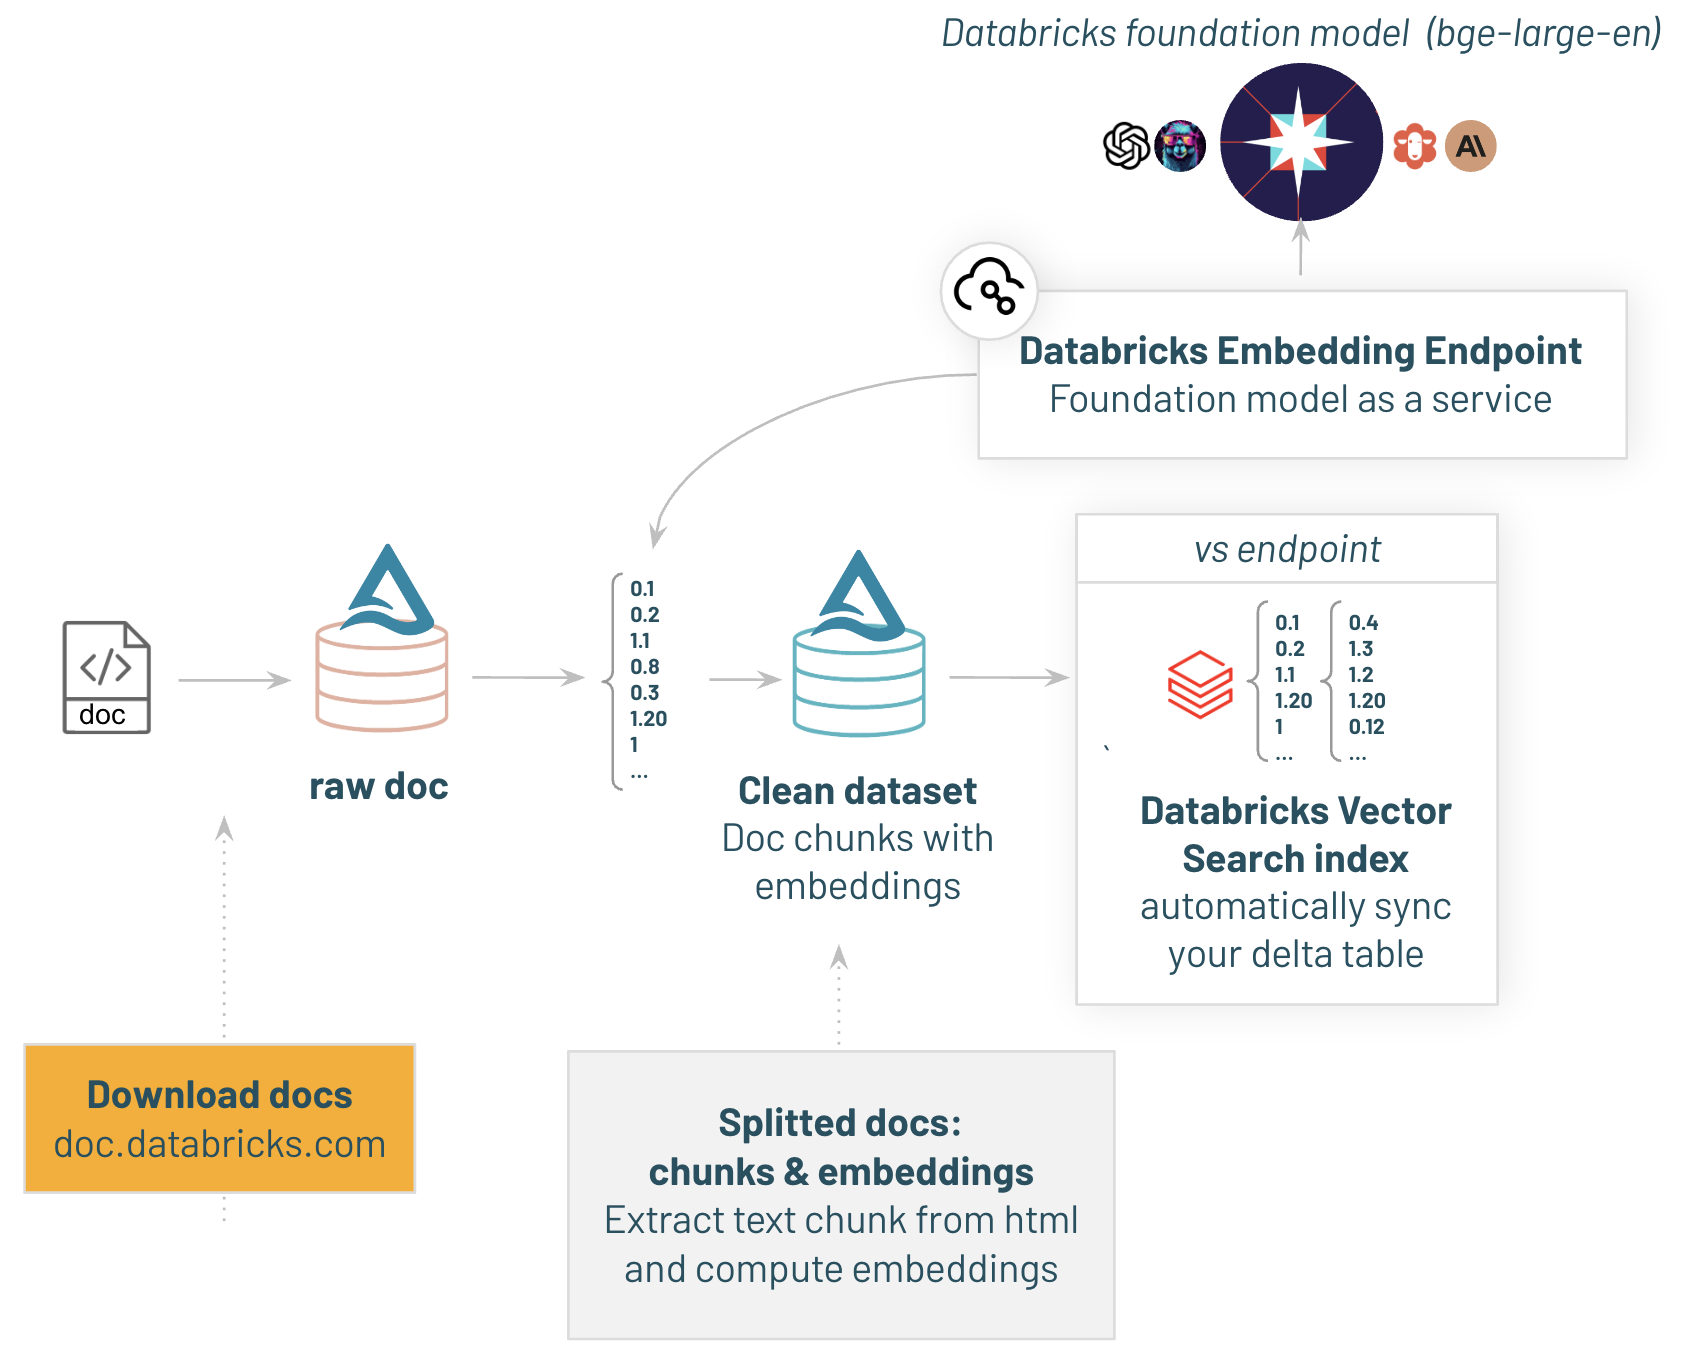 Databricks foundation model (bge-large-en)
Databricks Embedding Endpoint
Foundation model as a service
doc
raw doc
0.1
0.2
1.1
0.8
0.3
1.20
1
...
Clean dataset
Doc chunks with
embeddings
vs endpoint
0.1
0.2
1.1
1.20
1
...
0.4
1.3
1.2
1.20
0.12
...
`
Databricks Vector
Search index
automatically sync
your delta table
Download docs
doc.databricks.com
Splitted docs:
chunks & embeddings
Extract text chunk from html
and compute embeddings